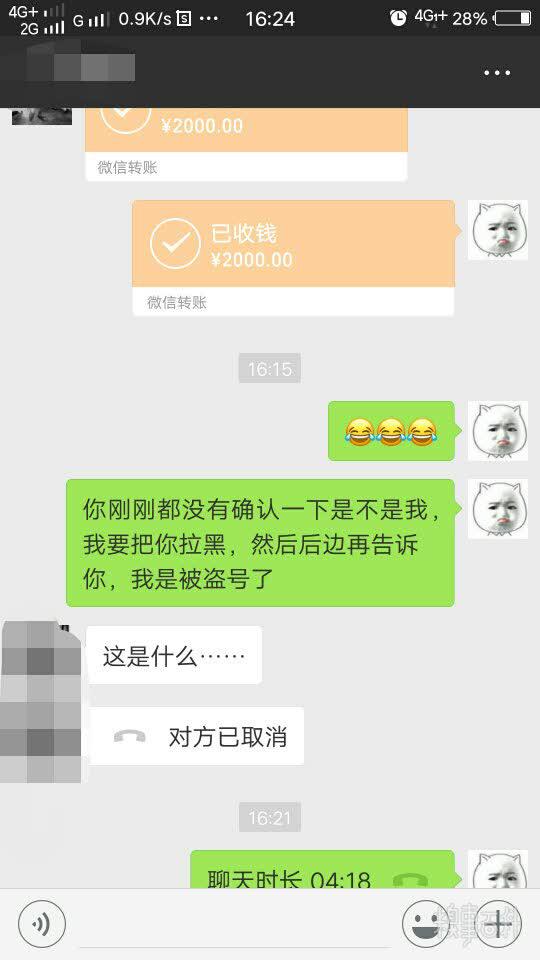 4G+
2G
G
0.9K/s
S
16:24
4G1+
28%
¥2000.00
微信转账
已收钱
¥2000.00
微信转账
16:15
😂😂😂
你刚刚都没有确认一下是不是我，
我要把你拉黑，然后后边再告诉
你，我是被盗号了
这是什么……
对方已取消
16:21
聊天时长 04:18